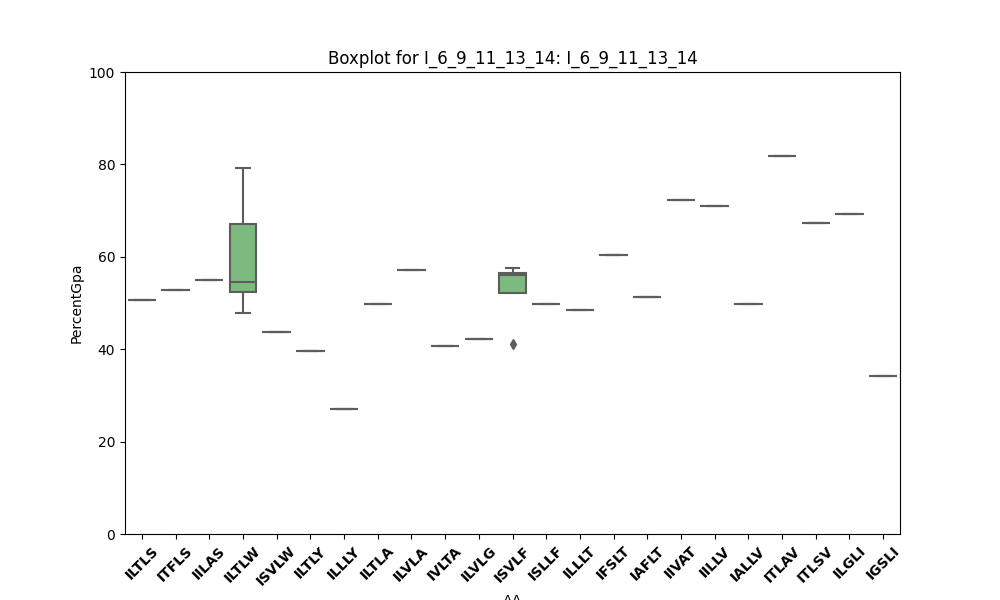 Boxplot for I_6_9_11_13_14: I_6_9_11_13_14
100
80
60
40
20
0
PercentGpa
ILTLS ITFLS IILAS ILTLW ISVLW ILTLY ILLLY ILTLA ILVLA IVLTA ILVLG ISVLF ISLLF ILLLT IFSLT IAFLT IIVAT IILLV IALLV ITLAV ITLSV ILGLI IGSLI
AA